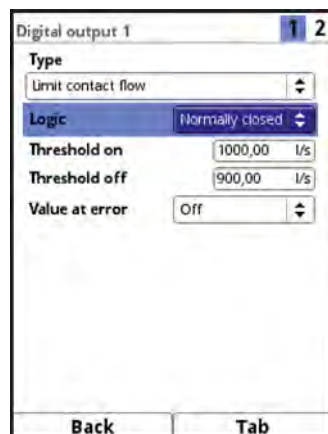 Digital output 1 1 2
Type
Limit contact flow
Logic Normally closed
Threshold on 1000,00 l/s
Threshold off 900,00 l/s
Value at error Off
Back Tab